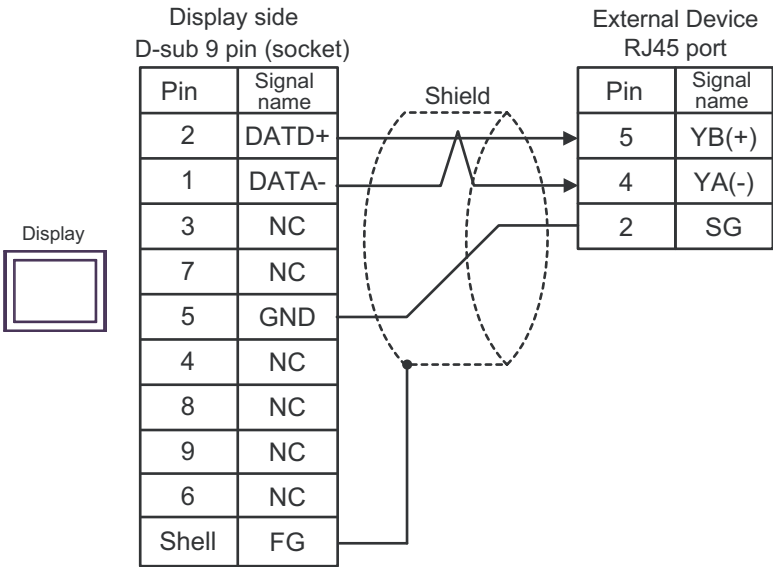 Display side
D-sub 9 pin (socket)
External Device
RJ45 port
Pin Signal name
2 DATD+
1 DATA-
3 NC
7 NC
5 GND
4 NC
8 NC
9 NC
6 NC
Shell FG
Display
Shield
Pin Signal name
5 YB(+)
4 YA(-)
2 SG